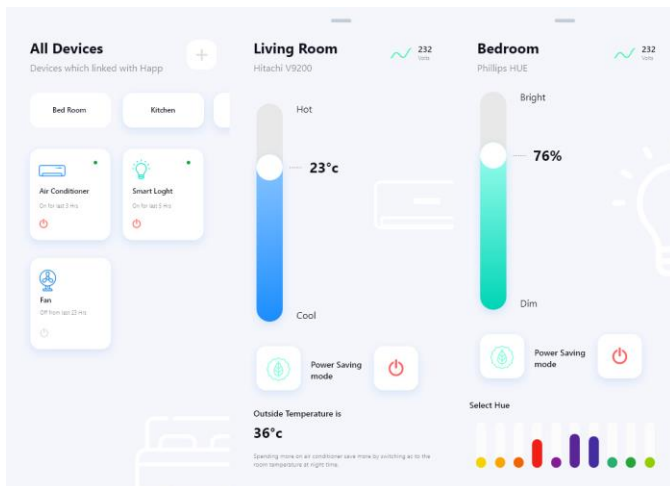 All Devices
Devices which linked with Happ
+
Bed Room
Kitchen
Air Conditioner
On for last 5 Hrs
Smart Loght
On for last 5 Hrs
Fan
Off from last 23 Hrs
Living Room
Hitachi V9200
232
Volts
Hot
23°c
Cool
Power Saving
mode
Outside Temperature is
36°c
Spending more on air conditioner save more by switching ac to the
room temperature at night time.
Bedroom
Phillips HUE
232
Volts
Bright
76%
Dim
Power Saving
mode
Select Hue